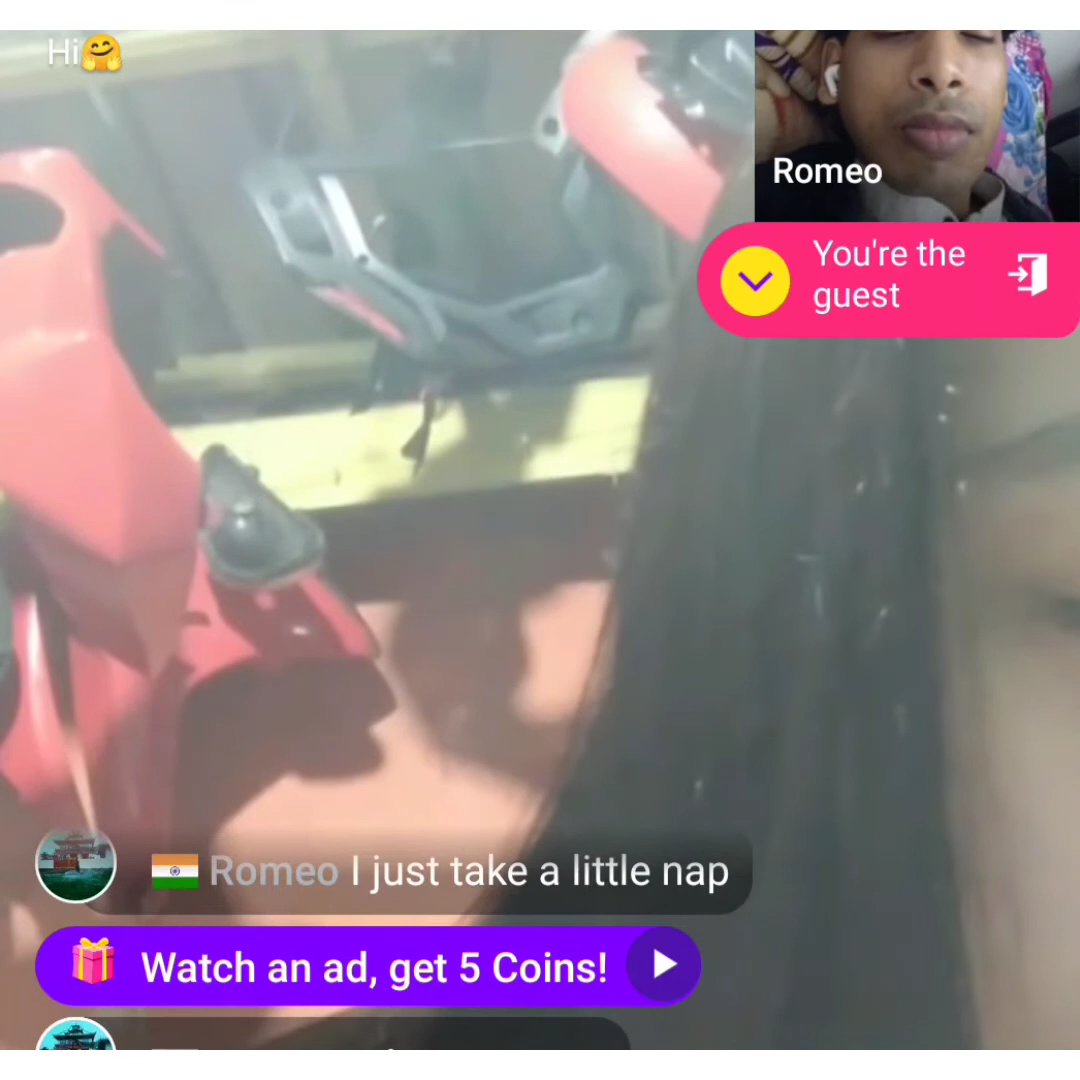 Hi🤗
Romeo
You're the
guest
Romeo I just take a little nap
Watch an ad, get 5 Coins!